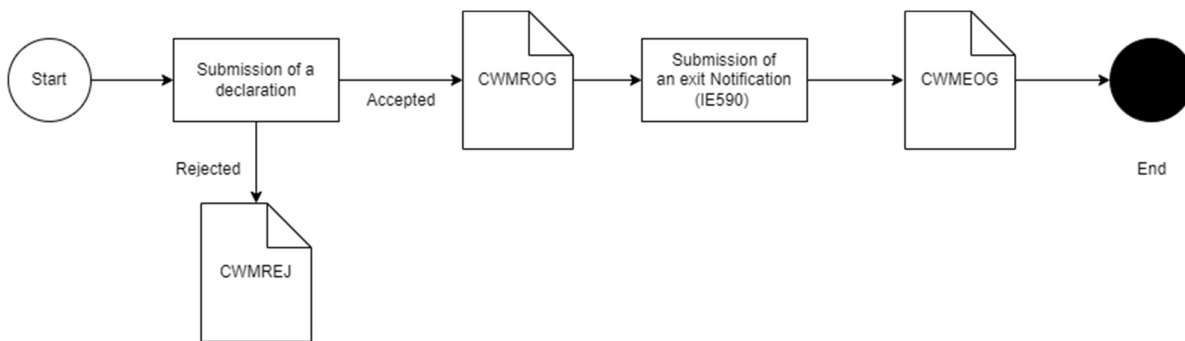 Start
Submission of a
declaration
Accepted
CWMROG
Submission of
an exit Notification
(IE590)
CWMEOG
End
Rejected
CWMREJ